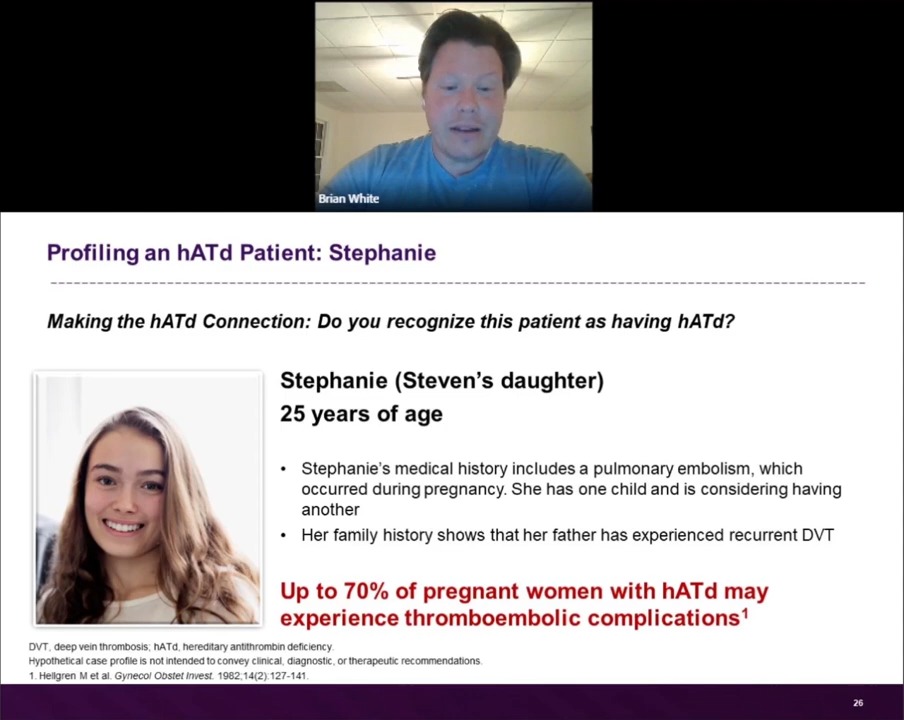 Brian White
Profiling an hATd Patient: Stephanie
Making the hATd Connection: Do you recognize this patient as having hATd?
Stephanie (Steven's daughter)
25 years of age
• Stephanie's medical history includes a pulmonary embolism, which
occurred during pregnancy. She has one child and is considering having
another
• Her family history shows that her father has experienced recurrent DVT
Up to 70% of pregnant women with hATd may
experience thromboembolic complications¹
DVT, deep vein thrombosis; hATd, hereditary antithrombin deficiency.
Hypothetical case profile is not intended to convey clinical, diagnostic, or therapeutic recommendations.
1. Hellgren M et al. Gynecol Obstet Invest. 1982;14(2):127-141.
26